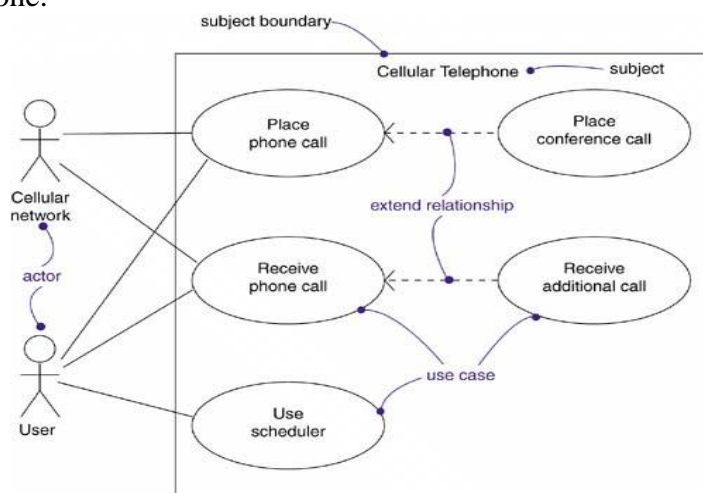 one.
subject boundary
Cellular Telephone
subject
Place
phone call
Place
conference call
Cellular
network
extend relationship
actor
Receive
phone call
Receive
additional call
use case
User
Use
scheduler